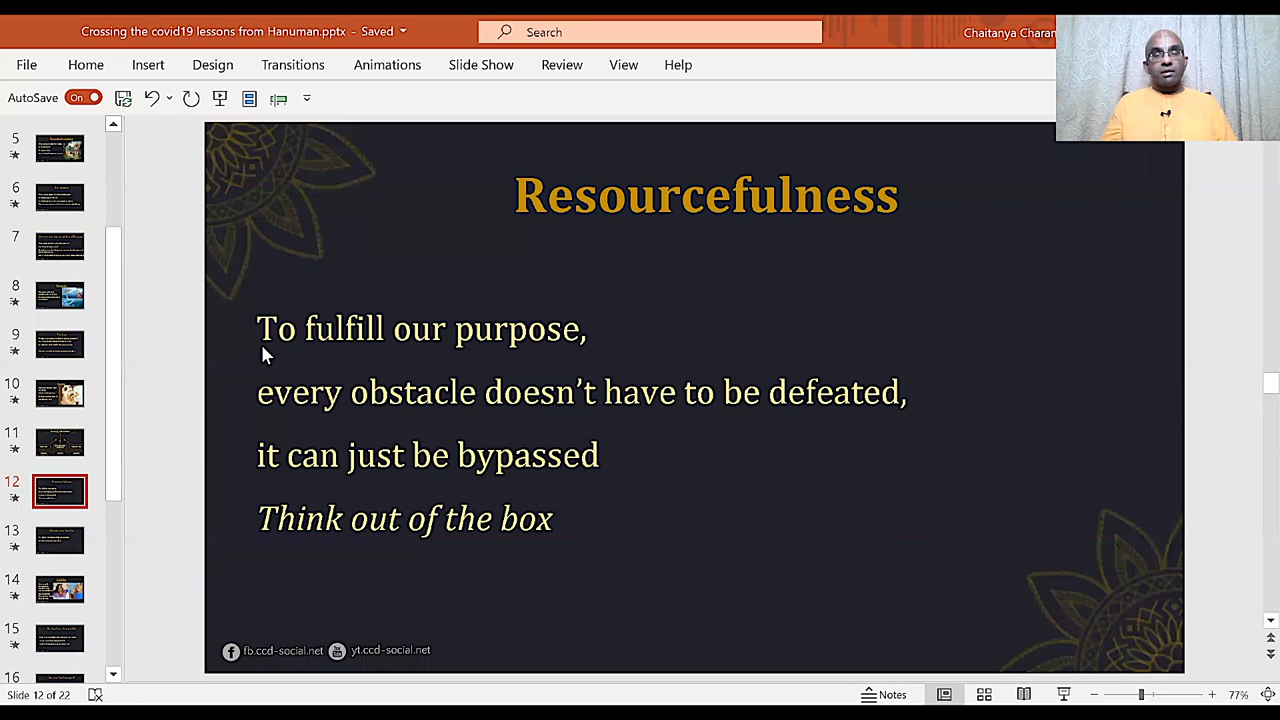 Crossing the covid19 lessons from Hanuman.pptx - Saved
Search
Chaitanya Charan
File Home Insert Design Transitions Animations Slide Show Review View Help
AutoSave On
5
6
7
8
9
10
11
12
13
14
15
16
Resourcefulness
To fulfill our purpose,
every obstacle doesn’t have to be defeated,
it can just be bypassed
Think out of the box
fb.ccd-social.net yt.ccd-social.net
Slide 12 of 22
Notes
77%